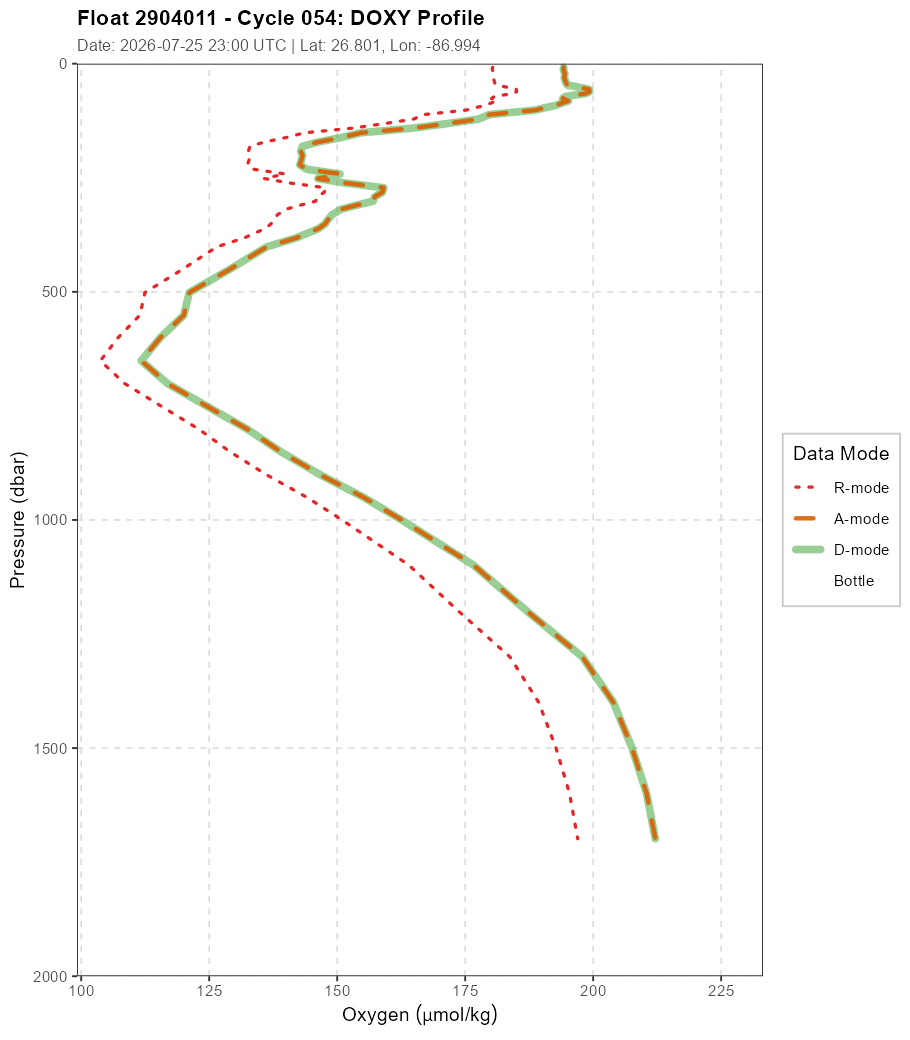 Float 2904011 - Cycle 054: DOXY Profile
Date: 2026-07-25 23:00 UTC | Lat: 26.801, Lon: -86.994
0
500
1000
1500
2000
Pressure (dbar)
100 125 150 175 200 225
Oxygen (µmol/kg)
Data Mode
R-mode
A-mode
D-mode
Bottle